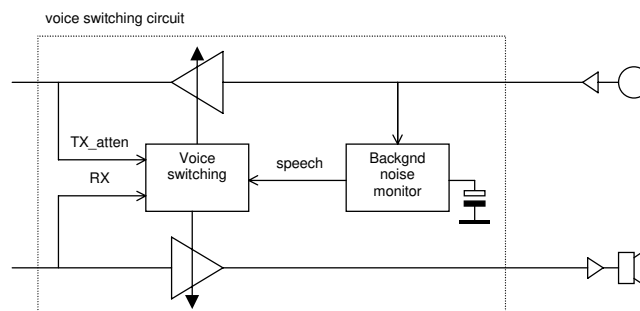 voice switching circuit
TX_atten
RX
Voice
switching
speech
Backgnd
noise
monitor